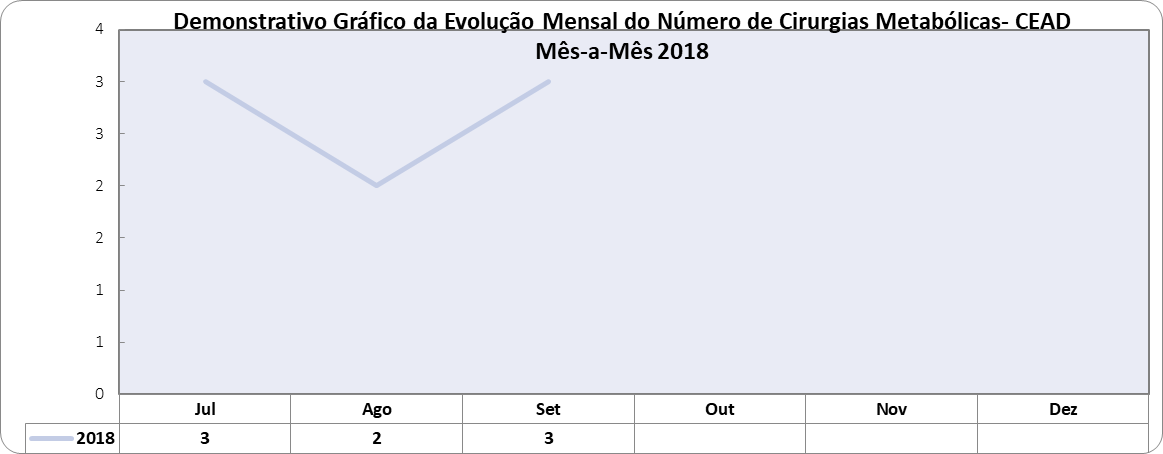 Demonstrativo Gráfico da Evolução Mensal do Número de Cirurgias Metabólicas- CEAD
Mês-a-Mês 2018
4
3
3
2
2
1
1
0
Jul Ago Set Out Nov Dez
2018 3 2 3